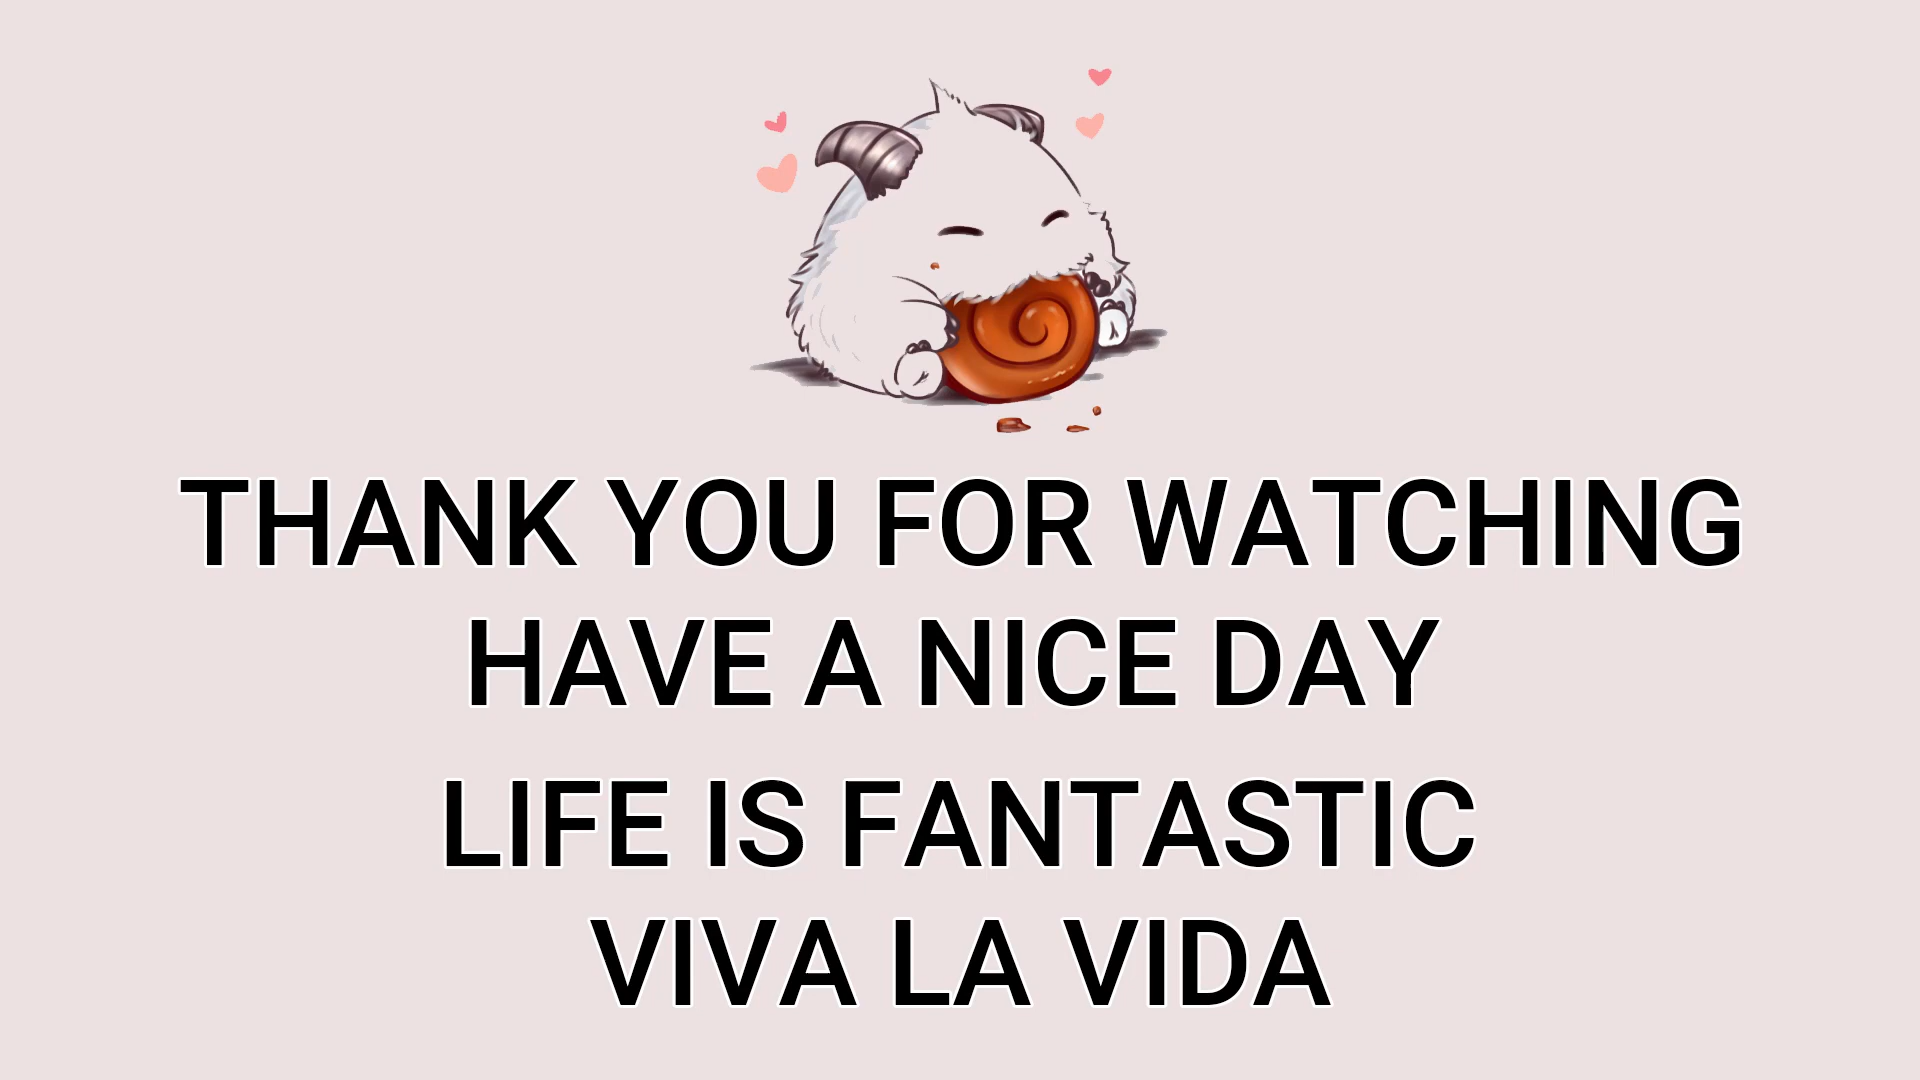 THANK YOU FOR WATCHING
HAVE A NICE DAY
LIFE IS FANTASTIC
VIVA LA VIDA